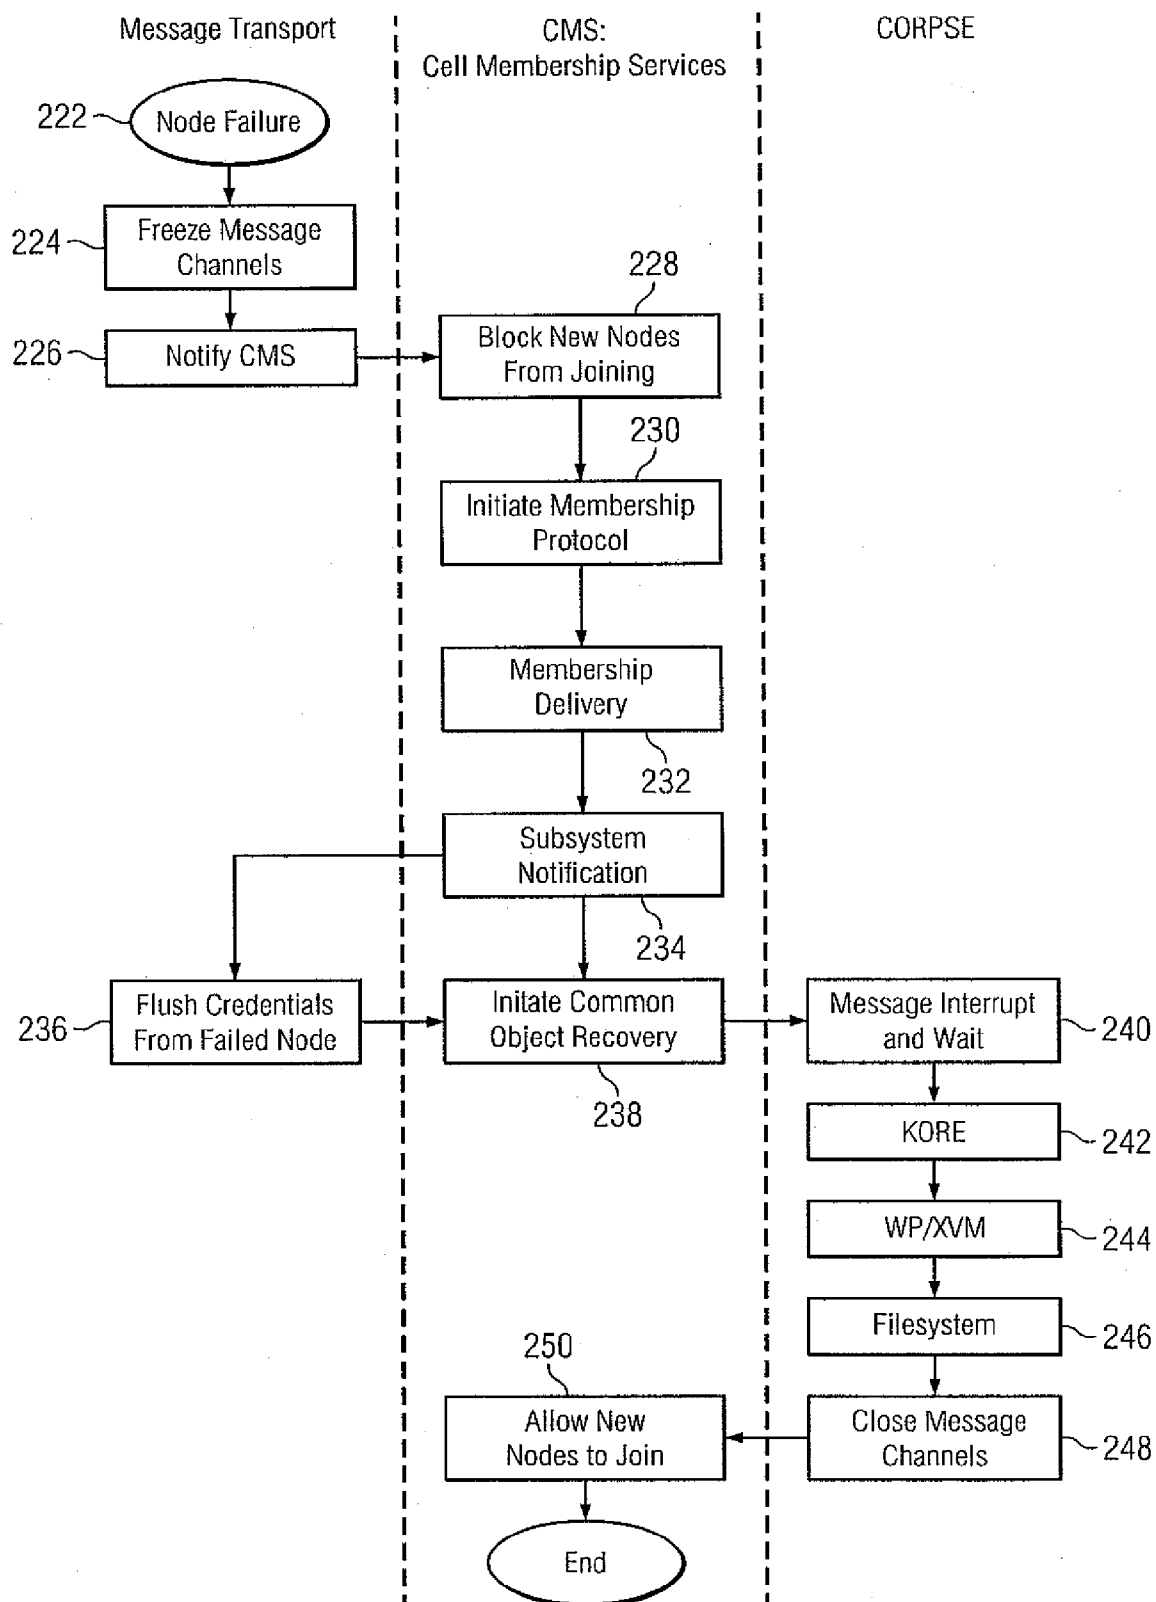 Message Transport
CMS:
Cell Membership Services
CORPSE
222
Node Failure
224
Freeze Message
Channels
226
Notify CMS
228
Block New Nodes
From Joining
230
Initiate Membership
Protocol
Membership
Delivery
232
Subsystem
Notification
234
236
Flush Credentials
From Failed Node
Initate Common
Object Recovery
238
Message Interrupt
and Wait
240
KORE
242
WP/XVM
244
Filesystem
246
Close Message
Channels
248
250
Allow New
Nodes to Join
End